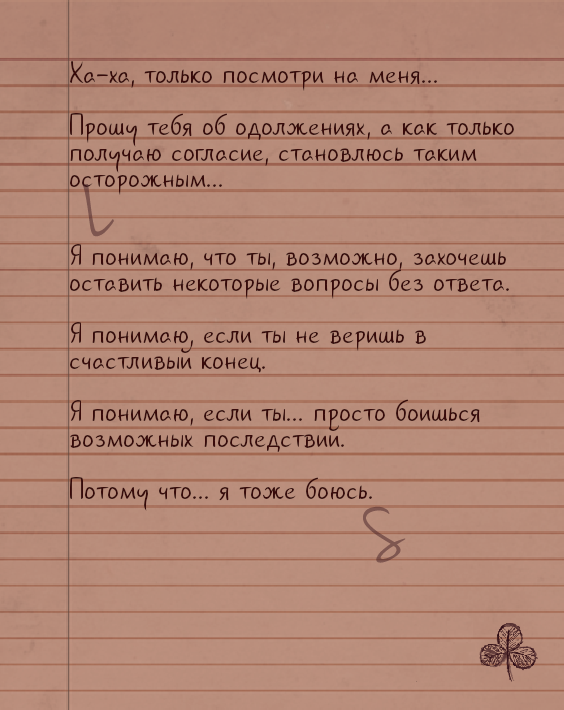 Ха-ха, только посмотри на меня...
Прошу тебя об одолжениях, а как только
получаю согласие, становлюсь таким
осторожным...
L
Я понимаю, что ты, возможно, захочешь
оставить некоторые вопросы без ответа.
Я понимаю, если ты не веришь в
счастливый конец.
Я понимаю, если ты... просто боишься
возможных последствий.
Потому что... я тоже боюсь.
S